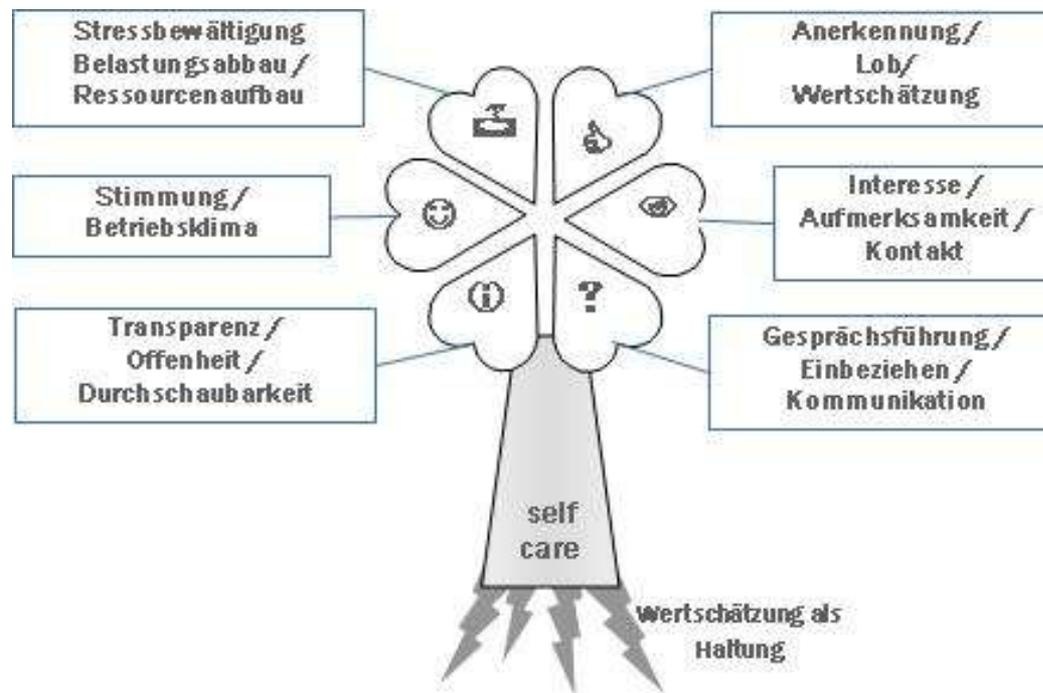 Stressbewältigung
Belastungsabbau /
Ressourcenaufbau
Anerkennung /
Lob/
Wertschätzung
Stimmung /
Betriebsklima
Interesse /
Aufmerksamkeit /
Kontakt
Transparenz /
Offenheit /
Durchschaubarkeit
?
Gesprächsführung /
Einbeziehen /
Kommunikation
self
care
Wertschätzung als
Haltung